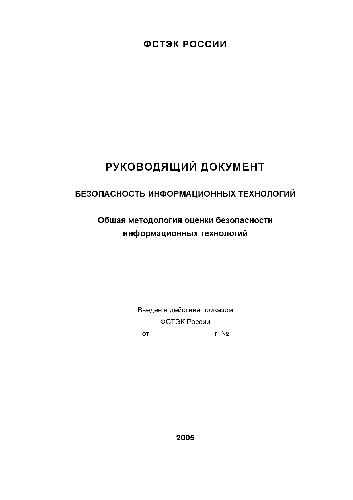 ФСТЭК РОССИИ
РУКОВОДЯЩИЙ ДОКУМЕНТ
БЕЗОПАСНОСТЬ ИНФОРМАЦИОННЫХ ТЕХНОЛОГИЙ
Общая методология оценки безопасности
информационных технологий
Введен в действие приказом
ФСТЭК России
от г. №
2005